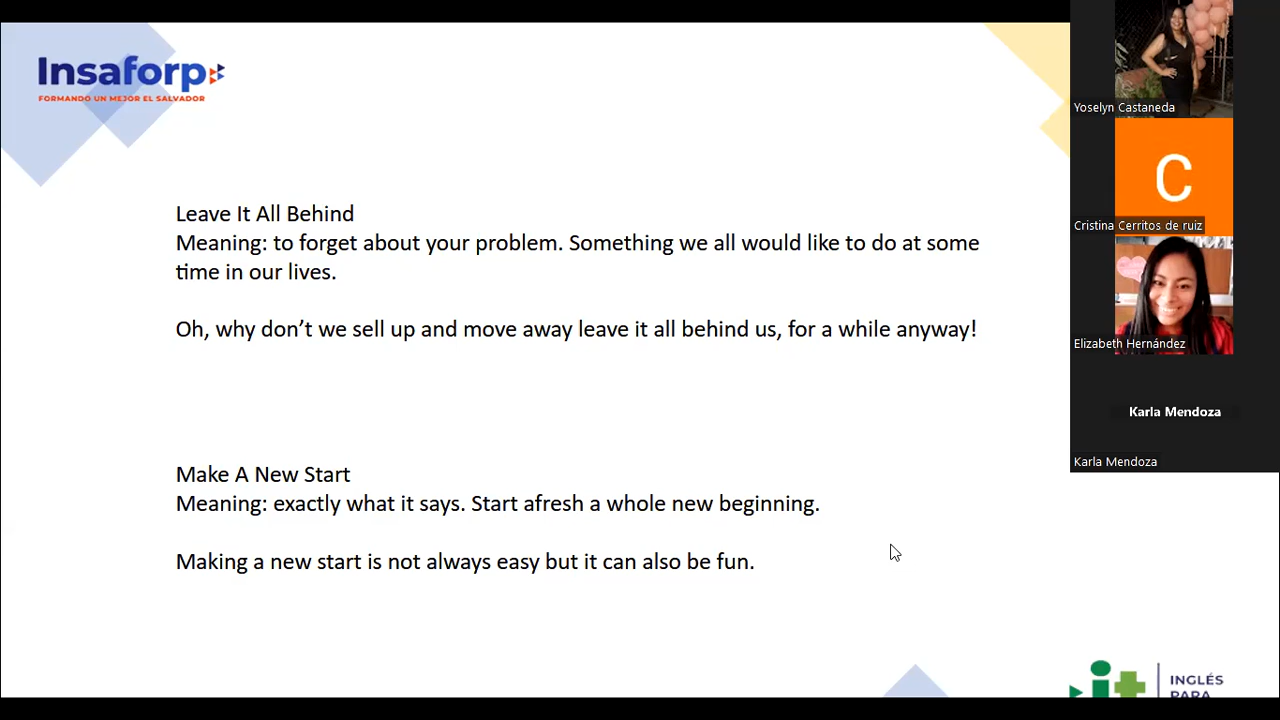 Insaforp
FORMANDO UN MEJOR EL SALVADOR
Leave It All Behind
Meaning: to forget about your problem. Something we all would like to do at some
time in our lives.
Oh, why don’t we sell up and move away leave it all behind us, for a while anyway!
Make A New Start
Meaning: exactly what it says. Start afresh a whole new beginning.
Making a new start is not always easy but it can also be fun.
Yoselyn Castaneda
C
Cristina Cerritos de ruiz
Elizabeth Hernández
Karla Mendoza
Karla Mendoza
it
INGLÉS
PARA